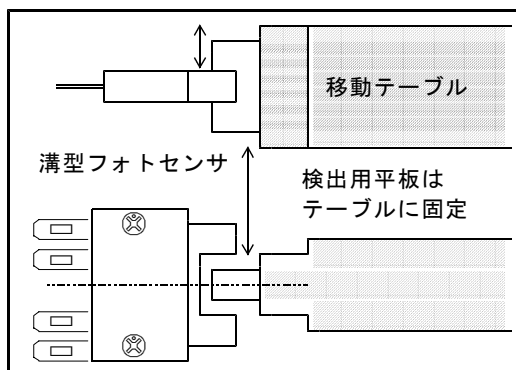 移動テーブル
溝型フォトセンサ
検出用平板は
テーブルに固定